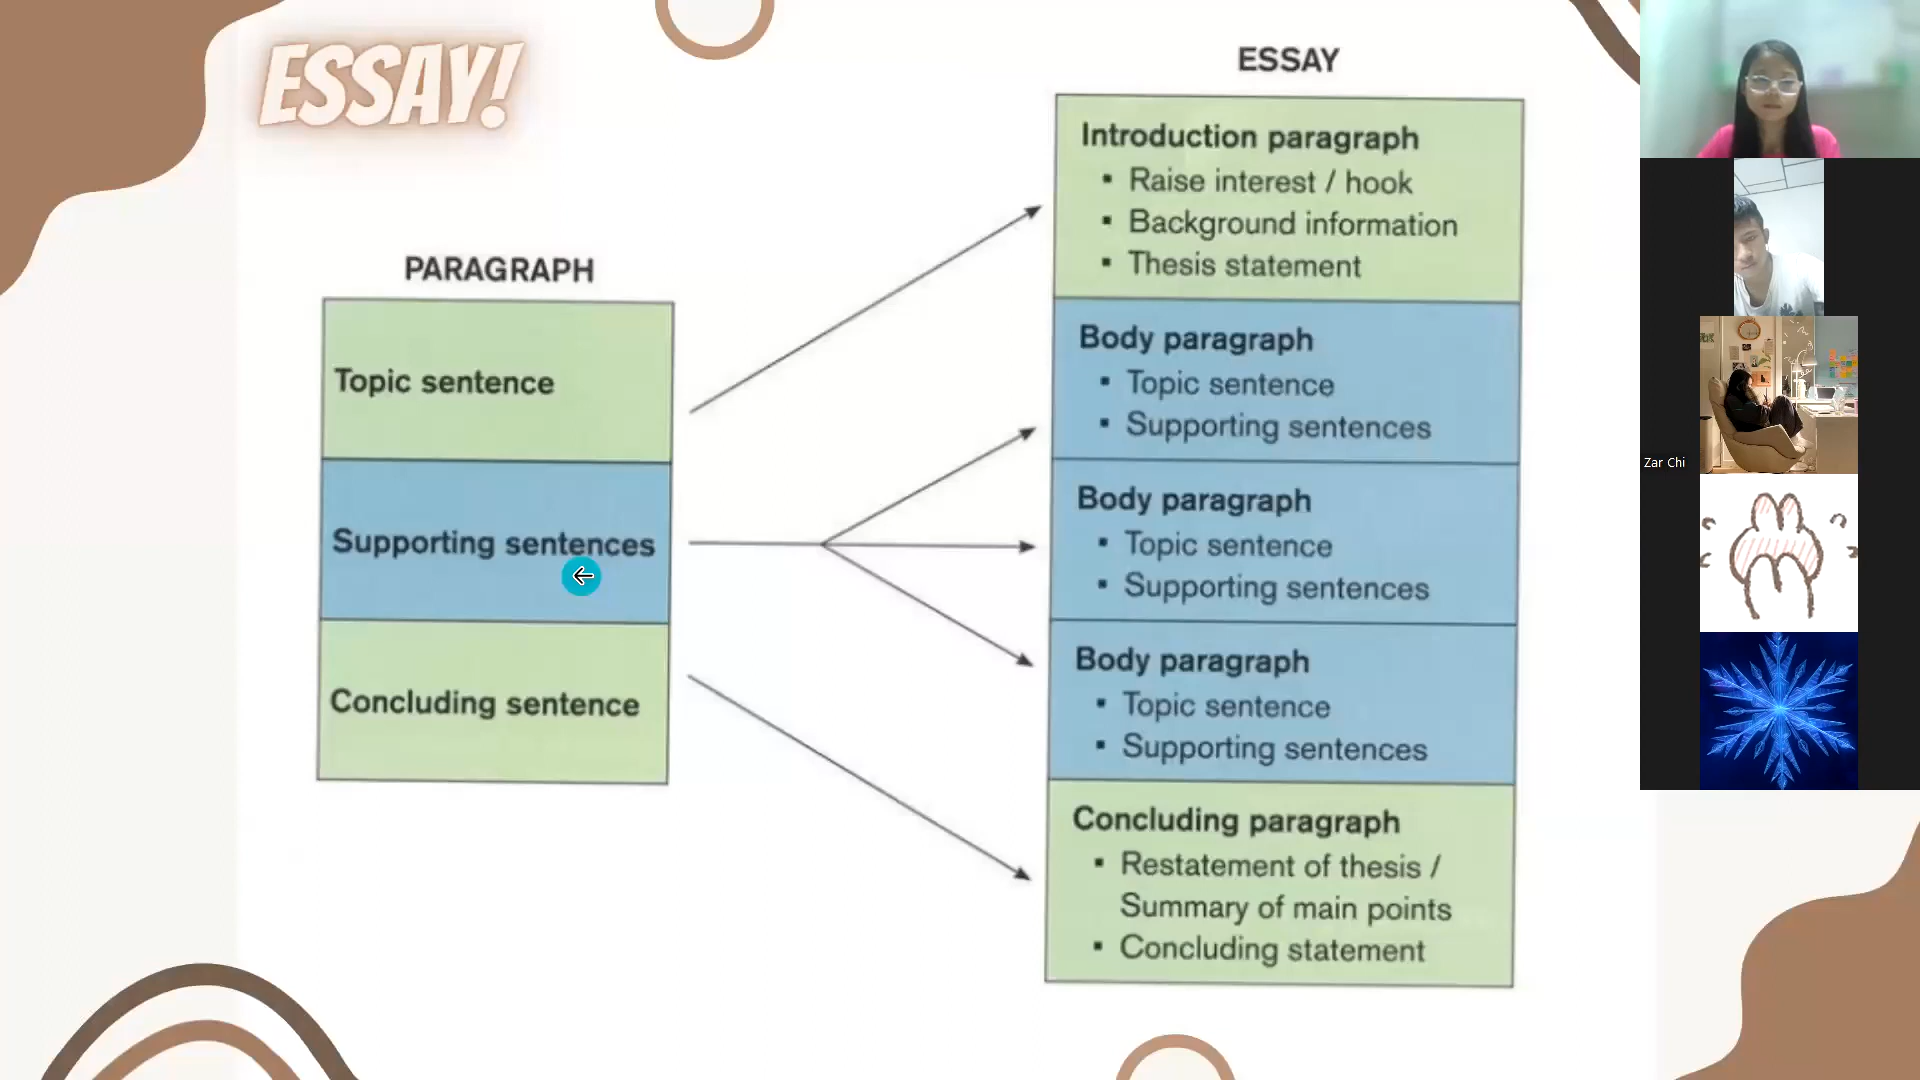 ESSAY!
PARAGRAPH
Topic sentence
Supporting sentences
Concluding sentence
ESSAY
Introduction paragraph
▪ Raise interest / hook
▪ Background information
▪ Thesis statement
Body paragraph
▪ Topic sentence
▪ Supporting sentences
Body paragraph
▪ Topic sentence
▪ Supporting sentences
Body paragraph
▪ Topic sentence
▪ Supporting sentences
Concluding paragraph
▪ Restatement of thesis /
Summary of main points
▪ Concluding statement
Zar Chi